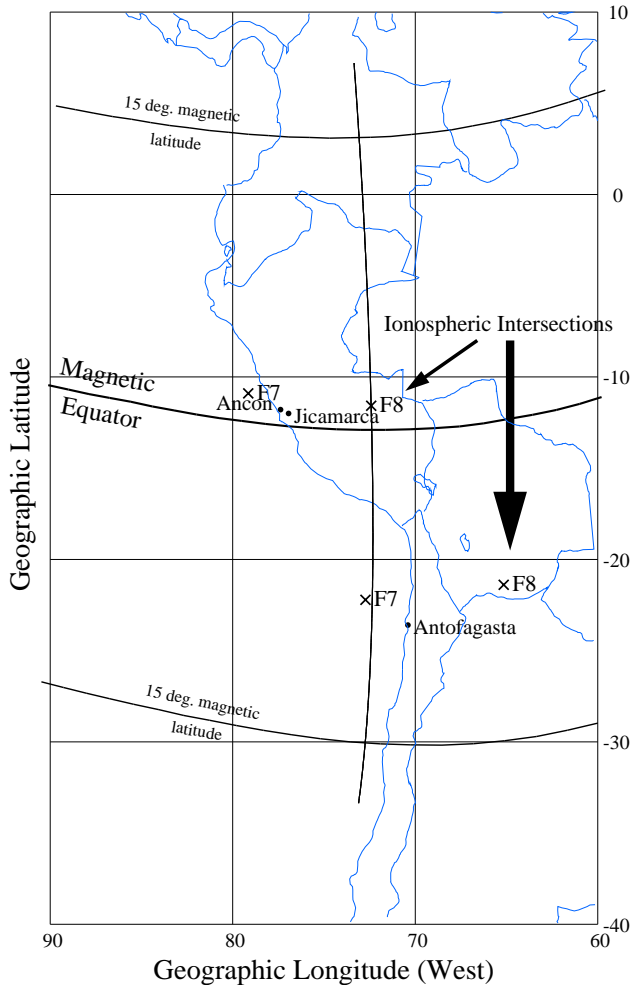 10
15 deg. magnetic
latitude
0
Ionospheric Intersections
Magnetic
-10
F7
Ancon
F8
Equator
Jicamarca
Geographic Latitude
-20
F8
F7
Antofagasta
15 deg. magnetic
latitude
-30
-40
90
80
70
60
Geographic Longitude (West)